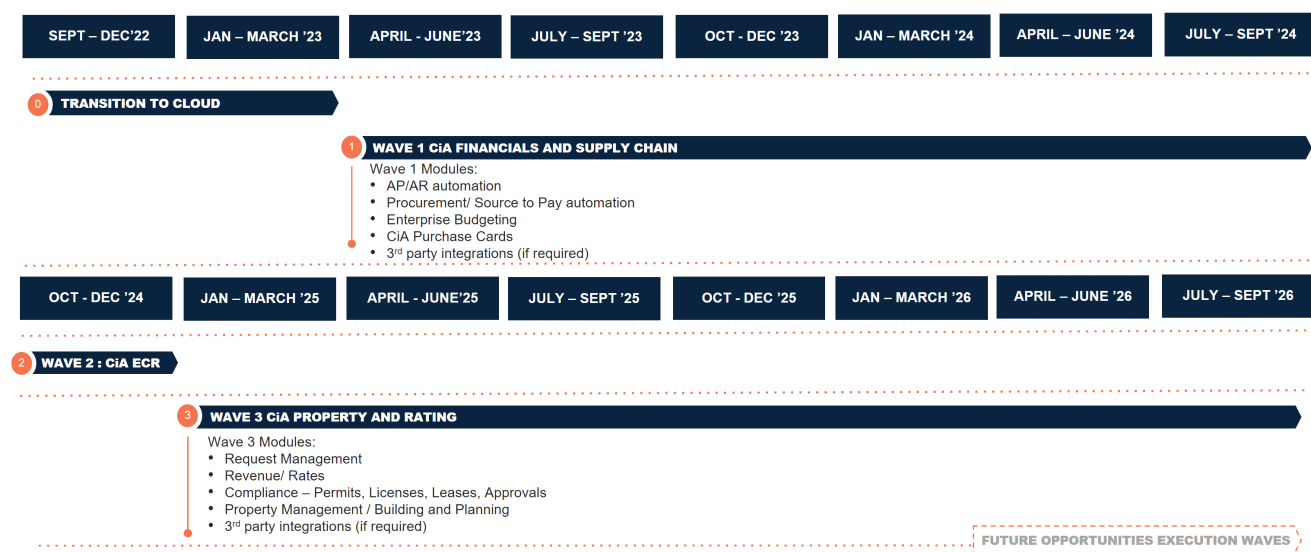 SEPT – DEC’22
JAN – MARCH ’23
APRIL - JUNE’23
JULY – SEPT ’23
OCT - DEC ’23
JAN – MARCH ’24
APRIL – JUNE ’24
JULY – SEPT ’24
0 TRANSITION TO CLOUD
1 WAVE 1 CiA FINANCIALS AND SUPPLY CHAIN
Wave 1 Modules:
• AP/AR automation
• Procurement/ Source to Pay automation
• Enterprise Budgeting
• CiA Purchase Cards
• 3rd party integrations (if required)
OCT - DEC ’24
JAN – MARCH ’25
APRIL - JUNE’25
JULY – SEPT ’25
OCT - DEC ’25
JAN – MARCH ’26
APRIL – JUNE ’26
JULY – SEPT ’26
2 WAVE 2 : CiA ECR
3 WAVE 3 CiA PROPERTY AND RATING
Wave 3 Modules:
• Request Management
• Revenue/ Rates
• Compliance – Permits, Licenses, Leases, Approvals
• Property Management / Building and Planning
• 3rd party integrations (if required)
FUTURE OPPORTUNITIES EXECUTION WAVES